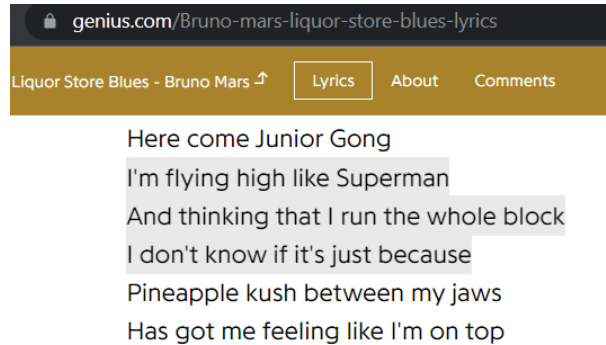 genius.com/Bruno-mars-liquor-store-blues-lyrics
Liquor Store Blues - Bruno Mars Lyrics About Comments
Here come Junior Gong
I'm flying high like Superman
And thinking that I run the whole block
I don't know if it's just because
Pineapple kush between my jaws
Has got me feeling like I'm on top